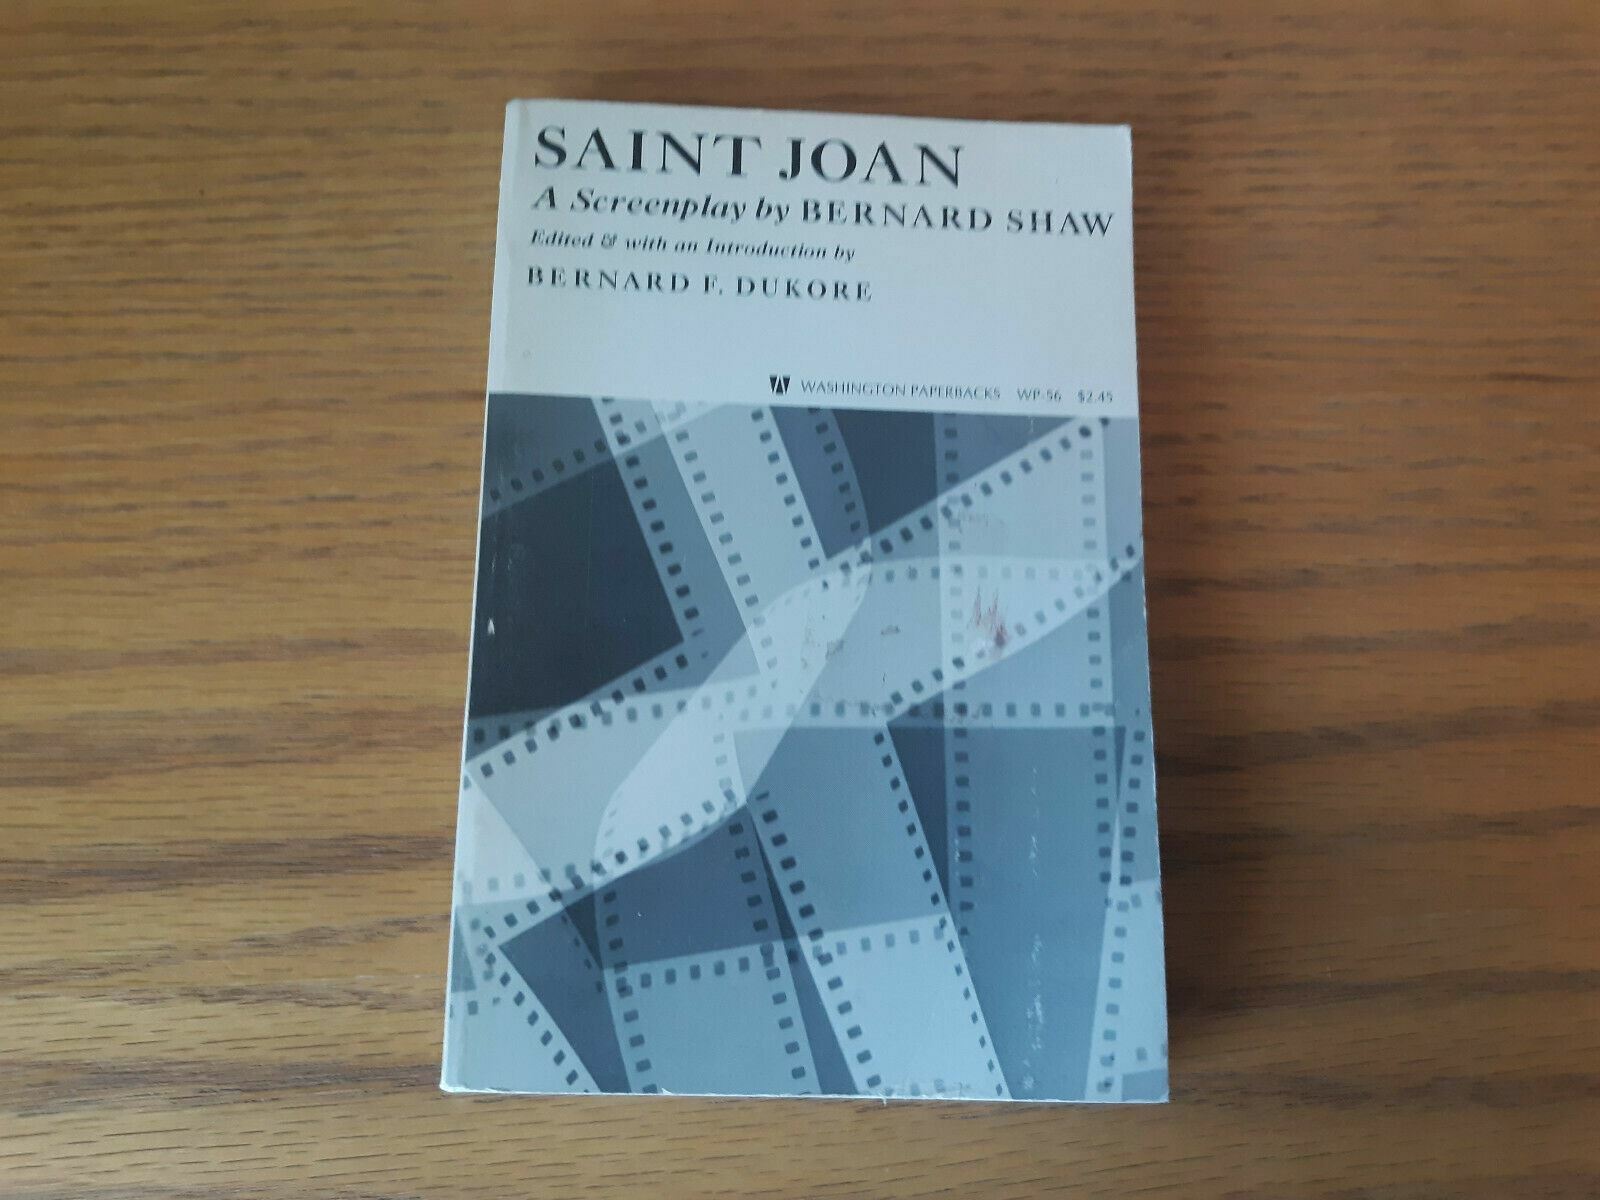 SAINT JOAN
A Screenplay by BERNARD SHAW
Edited & with an Introduction by
BERNARD F. DUKORE
W WASHINGTON PAPERBACKS WP-56 $2.45